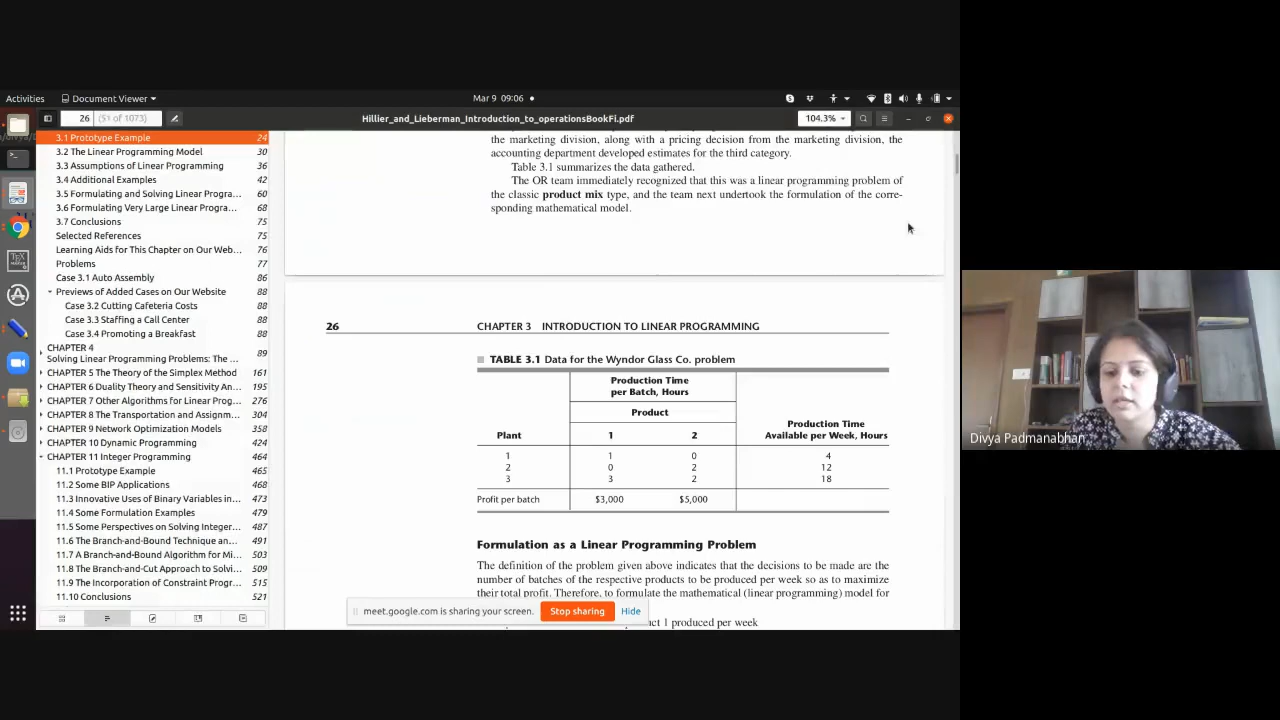 Activities
Document Viewer
Mar 9 09:06
26
(51 of 1073)
Hillier_and_Lieberman_Introduction_to_operationsBookFi.pdf
104.3%
3.1 Prototype Example 24
3.2 The Linear Programming Model 30
3.3 Assumptions of Linear Programming 36
3.4 Additional Examples 42
3.5 Formulating and Solving Linear Progra... 60
3.6 Formulating Very Large Linear Progra... 68
3.7 Conclusions 75
Selected References 75
Learning Aids for This Chapter on Our Web... 76
Problems 77
Case 3.1 Auto Assembly 86
Previews of Added Cases on Our Website 88
Case 3.2 Cutting Cafeteria Costs 88
Case 3.3 Staffing a Call Center 88
Case 3.4 Promoting a Breakfast 88
CHAPTER 4
Solving Linear Programming Problems: The ... 89
CHAPTER 5 The Theory of the Simplex Method 161
CHAPTER 6 Duality Theory and Sensitivity An... 195
CHAPTER 7 Other Algorithms for Linear Prog... 276
CHAPTER 8 The Transportation and Assignm... 304
CHAPTER 9 Network Optimization Models 358
CHAPTER 10 Dynamic Programming 424
CHAPTER 11 Integer Programming 464
11.1 Prototype Example 465
11.2 Some BIP Applications 468
11.3 Innovative Uses of Binary Variables in... 473
11.4 Some Formulation Examples 479
11.5 Some Perspectives on Solving Integer... 487
11.6 The Branch-and-Bound Technique an... 491
11.7 A Branch-and-Bound Algorithm for Mi... 503
11.8 The Branch-and-Cut Approach to Solvi... 509
11.9 The Incorporation of Constraint Progr... 515
11.10 Conclusions 521
the marketing division, along with a pricing decision from the marketing division, the
accounting department developed estimates for the third category.
Table 3.1 summarizes the data gathered.
The OR team immediately recognized that this was a linear programming problem of
the classic product mix type, and the team next undertook the formulation of the corre-
sponding mathematical model.
26 CHAPTER 3 INTRODUCTION TO LINEAR PROGRAMMING
TABLE 3.1 Data for the Wyndor Glass Co. problem
Production Time
per Batch, Hours
Product
Production Time
Plant 1 2 Available per Week, Hours
1 1 0 4
2 0 2 12
3 3 2 18
Profit per batch $3,000 $5,000
Formulation as a Linear Programming Problem
The definition of the problem given above indicates that the decisions to be made are the
number of batches of the respective products to be produced per week so as to maximize
their total profit. Therefore, to formulate the mathematical (linear programming) model for
meet.google.com is sharing your screen. Stop sharing Hide
1 produced per week
Divya Padmanabhan